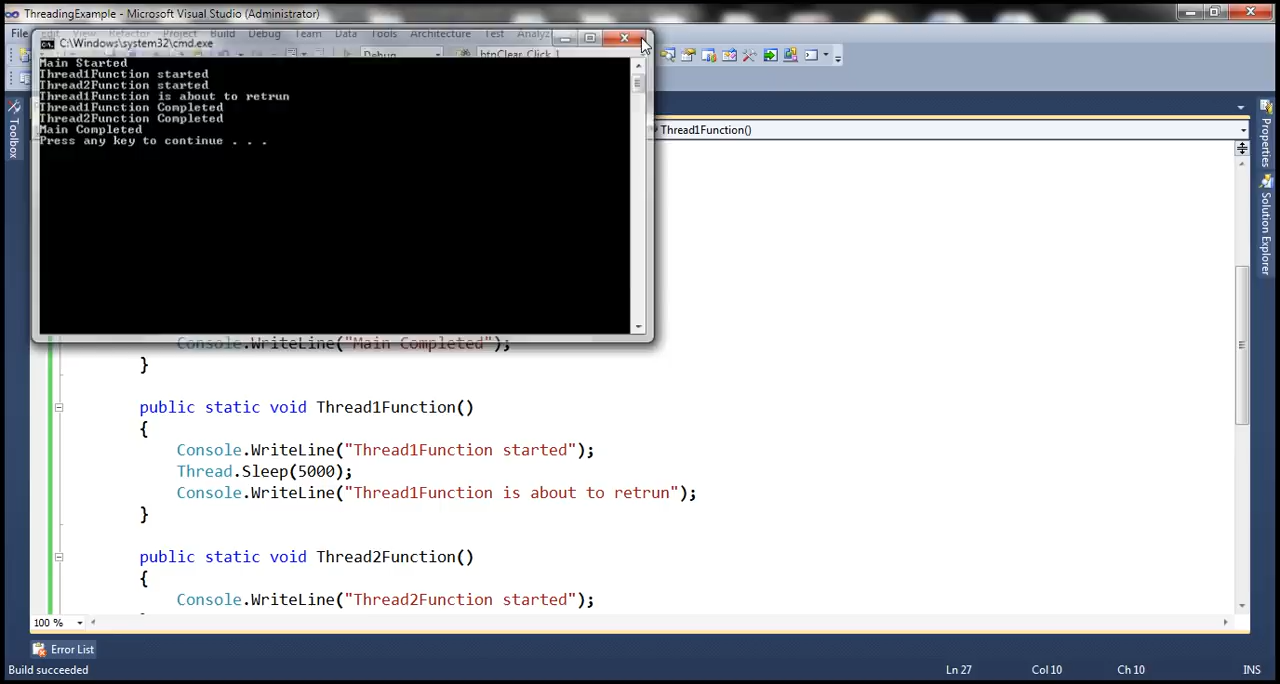 ThreadingExample - Microsoft Visual Studio (Administrator)
File Edit View Refactor Project Build Debug Team Data Tools Architecture Test Analyz
C:\Windows\system32\cmd.exe
Debug
btnClear_Click
Main Started
Thread1Function started
Thread2Function started
Thread1Function is about to retrun
Thread1Function Completed
Thread2Function Completed
Main Completed
Press any key to continue . . .
Thread1Function()
Toolbox
Properties
Solution Explorer
Console.WriteLine("Main Completed");
}
public static void Thread1Function()
{
Console.WriteLine("Thread1Function started");
Thread.Sleep(5000);
Console.WriteLine("Thread1Function is about to retrun");
}
public static void Thread2Function()
{
Console.WriteLine("Thread2Function started");
100 %
Error List
Build succeeded
Ln 27 Col 10 Ch 10 INS